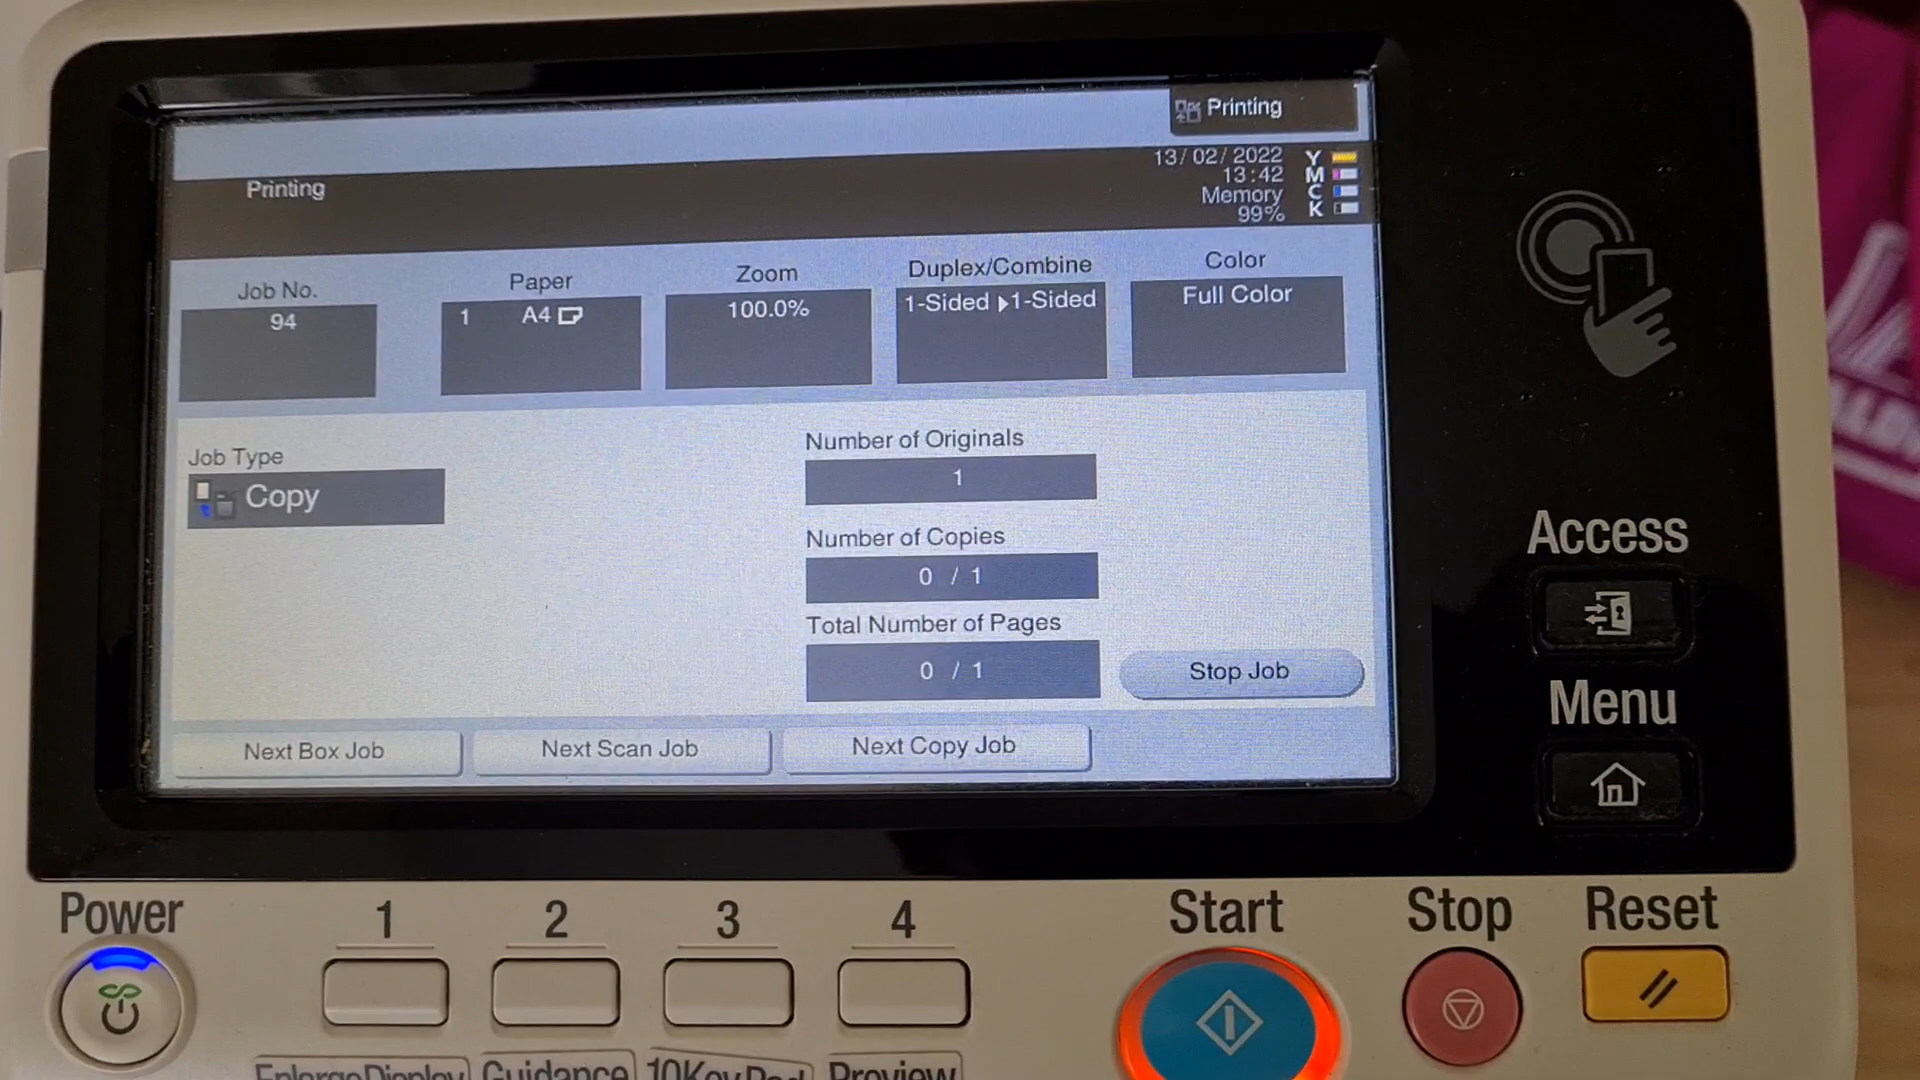 Printing
Printing
13/02/2022
13:42
Memory
99%
Y
M
C
K
Job No.
94
Paper
1 A4
Zoom
100.0%
Duplex/Combine
1-Sided ▶1-Sided
Color
Full Color
Job Type
Copy
Number of Originals
1
Number of Copies
0 / 1
Total Number of Pages
0 / 1
Stop Job
Next Box Job
Next Scan Job
Next Copy Job
Access
Menu
Power
1
2
3
4
Start
Stop
Reset
Enlarge Display
Guidance
10Key Pad
Preview